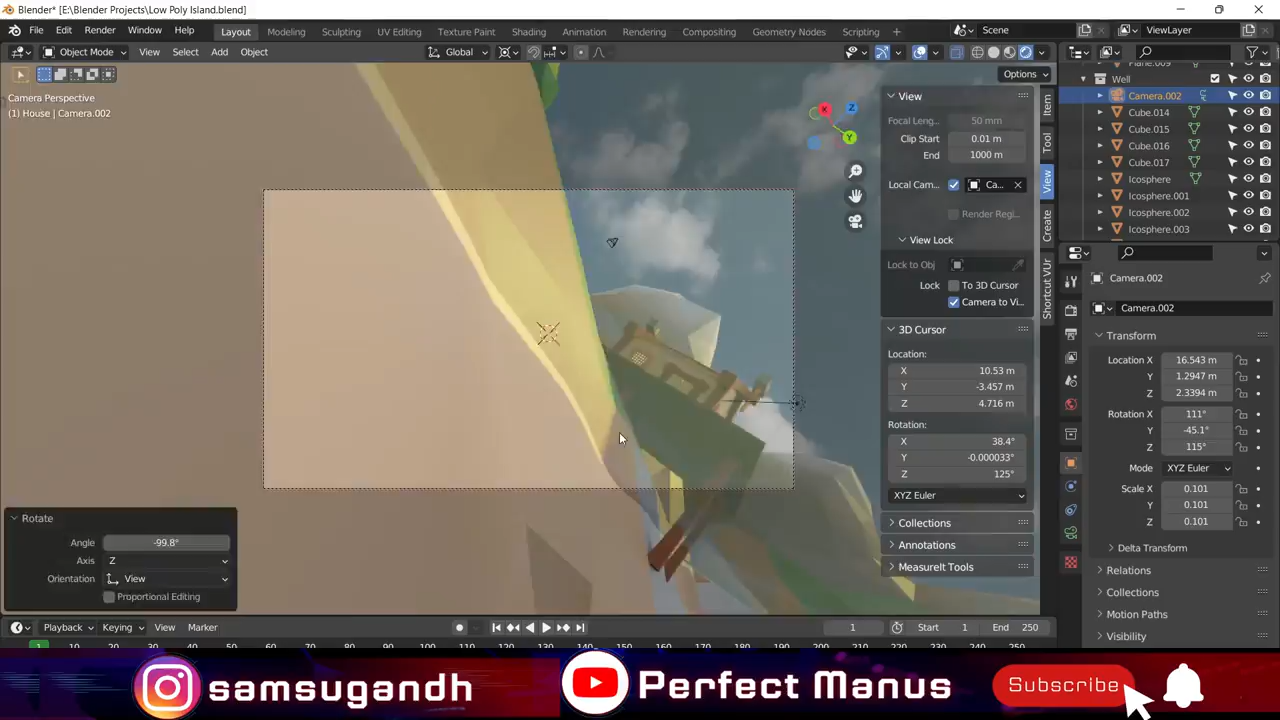 Blender* [E:\Blender Projects\Low Poly Island.blend]
File Edit Render Window Help Layout Modeling Sculpting UV Editing Texture Paint Shading Animation Rendering Compositing Geometry Nodes Scripting + Scene ViewLayer
Object Mode View Select Add Object Global
Options
Camera Perspective
(1) House | Camera.002
X
Z
Y
View
Focal Leng... 50 mm
Clip Start 0.01 m
End 1000 m
Local Cam... Ca...
Render Regi...
View Lock
Lock to Obj
Lock To 3D Cursor
Camera to Vi...
3D Cursor
Location:
X 10.53 m
Y -3.457 m
Z 4.716 m
Rotation:
X 38.4°
Y -0.000033°
Z 125°
XYZ Euler
Collections
Annotations
MeasureIt Tools
Item
Tool
View
Create
Shortcut VUr
Plane.009
Well
Camera.002
Cube.014
Cube.015
Cube.016
Cube.017
Icosphere
Icosphere.001
Icosphere.002
Icosphere.003
Camera.002
Camera.002
Transform
Location X 16.543 m
Y 1.2947 m
Z 2.3394 m
Rotation X 111°
Y -45.1°
Z 115°
Mode XYZ Euler
Scale X 0.101
Y 0.101
Z 0.101
Delta Transform
Relations
Collections
Motion Paths
Visibility
Rotate
Angle -99.8°
Axis Z
Orientation View
Proportional Editing
Playback Keying View Marker 1 Start 1 End 250
samsugandh Perfect Manus Subscribe